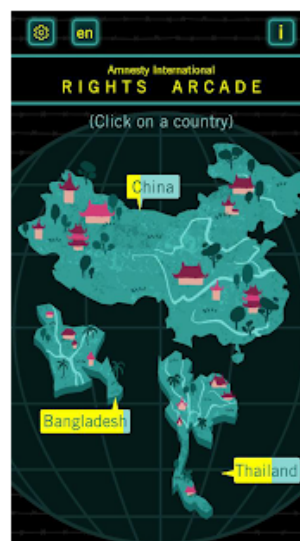 en
i
Amnesty International
RIGHTS ARCADE
(Click on a country)
China
Bangladesh
Thailand